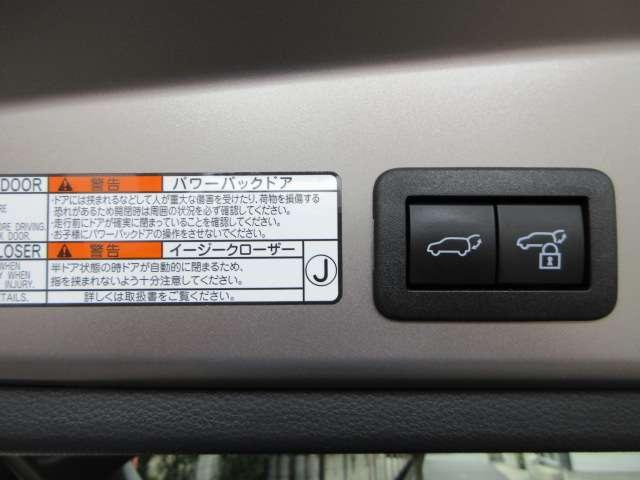 DOOR 警告 パワーバックドア
・ドアには挟まれるなどして人が重大な傷害を受けたり、荷物を損傷する
RE 恐れがあるため開閉時は周囲の状況を必ず確認してください。
ORE DRIVING. ・走行前にドアが確実に閉まっていることを確認してください。
K DOOR ・お子様にパワーバックドアの操作をさせないでください。
LOSER 警告 イージークローザー
WHEN 半ドア状態の時ドアが自動的に閉まるため、
Y WHEN 指を挟まれないよう十分注意してください。
INJURY.
J
TAILS. 詳しくは取扱書をご覧ください。